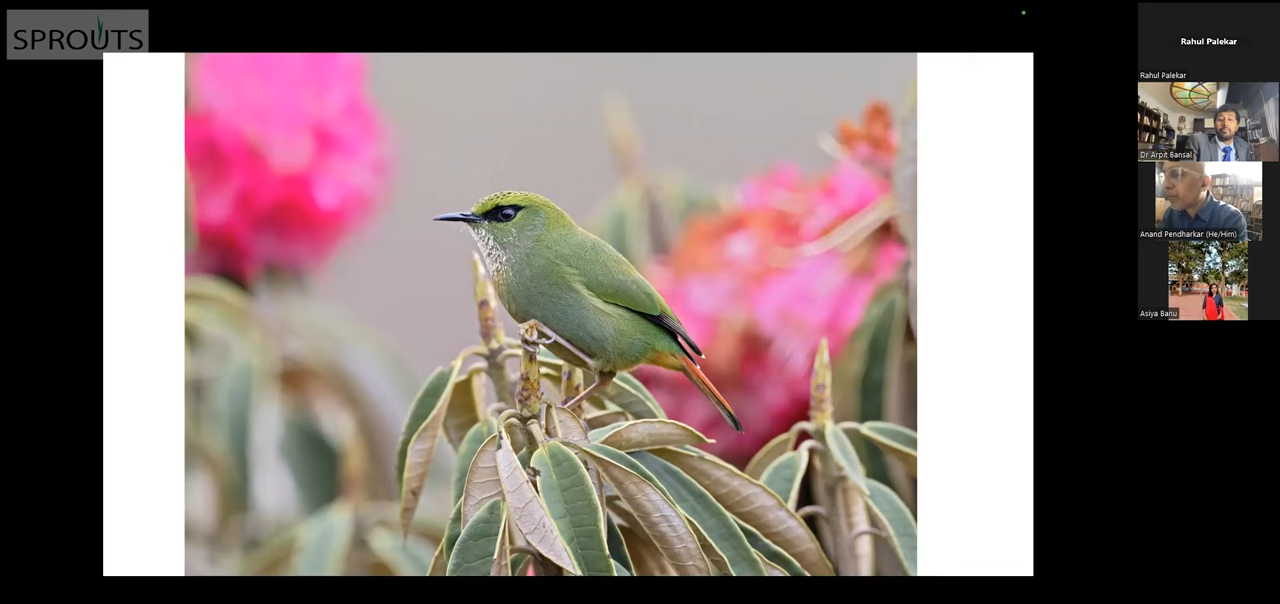 SPROUTS
Rahul Palekar
Rahul Palekar
Dr Arpit Bansal
Anand Pendharkar (He/Him)
Asiya Banu